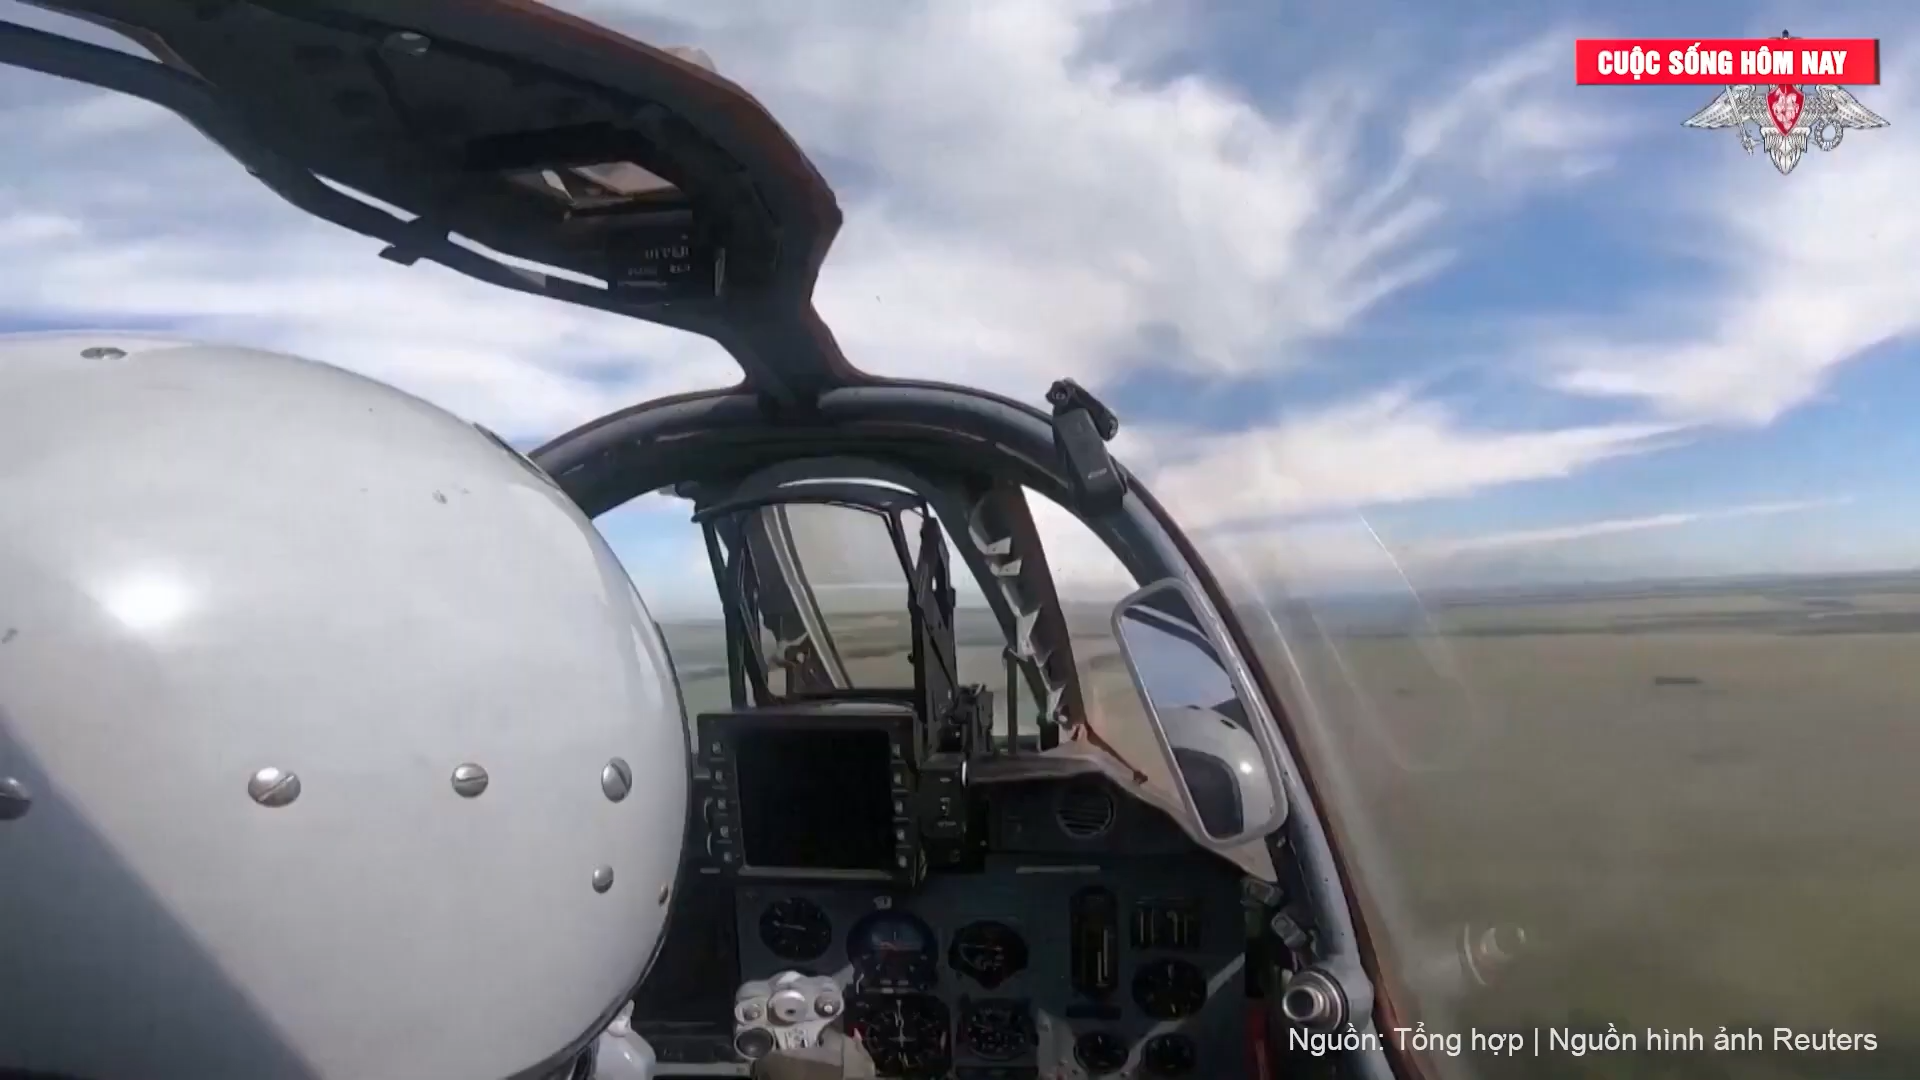 CUỘC SỐNG HÔM NAY
Nguồn: Tổng hợp | Nguồn hình ảnh Reuters